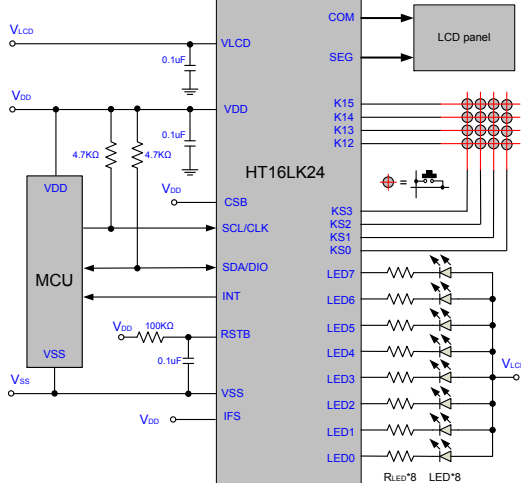 VLCD
0.1uF
VLCD
VDD
4.7KΩ
4.7KΩ
0.1uF
VDD
VDD
MCU
VSS
VDD
CSB
SCL/CLK
SDA/DIO
INT
VDD
100KΩ
RSTB
0.1uF
VSS
VSS
VDD
IFS
HT16LK24
COM
SEG
LCD panel
K15
K14
K13
K12
=
KS3
KS2
KS1
KS0
LED7
LED6
LED5
LED4
LED3
LED2
LED1
LED0
RLED*8
LED*8